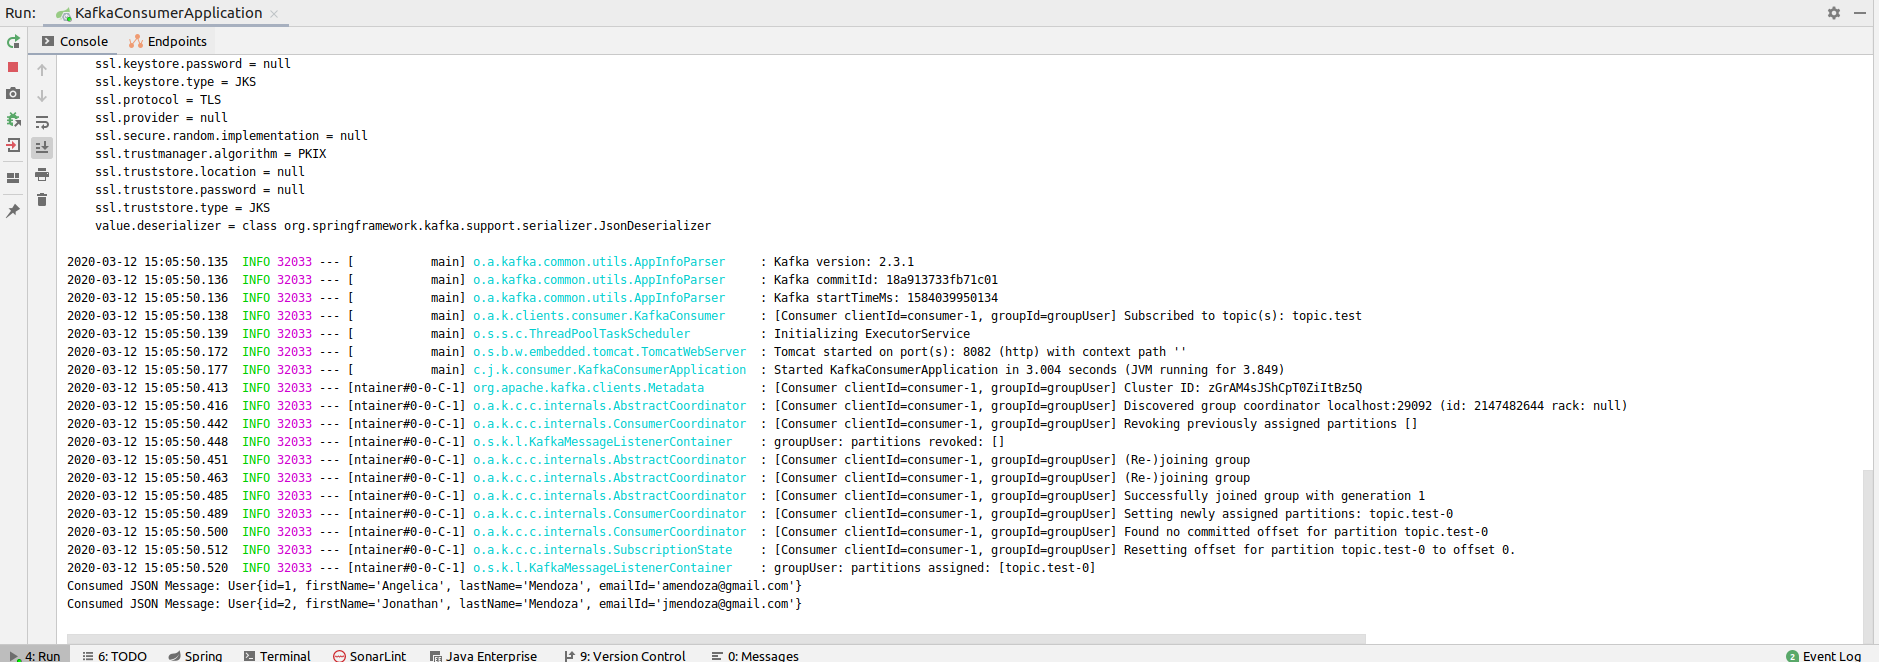 Run: KafkaConsumerApplication
Console Endpoints
ssl.keystore.password = null
ssl.keystore.type = JKS
ssl.protocol = TLS
ssl.provider = null
ssl.secure.random.implementation = null
ssl.trustmanager.algorithm = PKIX
ssl.truststore.location = null
ssl.truststore.password = null
ssl.truststore.type = JKS
value.deserializer = class org.springframework.kafka.support.serializer.JsonDeserializer
2020-03-12 15:05:50.135  INFO 32033 --- [           main] o.a.kafka.common.utils.AppInfoParser     : Kafka version: 2.3.1
2020-03-12 15:05:50.136  INFO 32033 --- [           main] o.a.kafka.common.utils.AppInfoParser     : Kafka commitId: 18a913733fb71c01
2020-03-12 15:05:50.136  INFO 32033 --- [           main] o.a.kafka.common.utils.AppInfoParser     : Kafka startTimeMs: 1584039950134
2020-03-12 15:05:50.138  INFO 32033 --- [           main] o.a.k.clients.consumer.KafkaConsumer     : [Consumer clientId=consumer-1, groupId=groupUser] Subscribed to topic(s): topic.test
2020-03-12 15:05:50.139  INFO 32033 --- [           main] o.s.s.c.ThreadPoolTaskScheduler          : Initializing ExecutorService
2020-03-12 15:05:50.172  INFO 32033 --- [           main] o.s.b.w.embedded.tomcat.TomcatWebServer  : Tomcat started on port(s): 8082 (http) with context path ''
2020-03-12 15:05:50.177  INFO 32033 --- [           main] c.j.k.consumer.KafkaConsumerApplication  : Started KafkaConsumerApplication in 3.004 seconds (JVM running for 3.849)
2020-03-12 15:05:50.413  INFO 32033 --- [ntainer#0-0-C-1] org.apache.kafka.clients.Metadata        : [Consumer clientId=consumer-1, groupId=groupUser] Cluster ID: zGrAM4sJShCpT0ZiItBz5Q
2020-03-12 15:05:50.416  INFO 32033 --- [ntainer#0-0-C-1] o.a.k.c.c.internals.AbstractCoordinator  : [Consumer clientId=consumer-1, groupId=groupUser] Discovered group coordinator localhost:29092 (id: 2147482644 rack: null)
2020-03-12 15:05:50.442  INFO 32033 --- [ntainer#0-0-C-1] o.a.k.c.c.internals.ConsumerCoordinator  : [Consumer clientId=consumer-1, groupId=groupUser] Revoking previously assigned partitions []
2020-03-12 15:05:50.448  INFO 32033 --- [ntainer#0-0-C-1] o.s.k.l.KafkaMessageListenerContainer    : groupUser: partitions revoked: []
2020-03-12 15:05:50.451  INFO 32033 --- [ntainer#0-0-C-1] o.a.k.c.c.internals.AbstractCoordinator  : [Consumer clientId=consumer-1, groupId=groupUser] (Re-)joining group
2020-03-12 15:05:50.463  INFO 32033 --- [ntainer#0-0-C-1] o.a.k.c.c.internals.AbstractCoordinator  : [Consumer clientId=consumer-1, groupId=groupUser] (Re-)joining group
2020-03-12 15:05:50.485  INFO 32033 --- [ntainer#0-0-C-1] o.a.k.c.c.internals.AbstractCoordinator  : [Consumer clientId=consumer-1, groupId=groupUser] Successfully joined group with generation 1
2020-03-12 15:05:50.489  INFO 32033 --- [ntainer#0-0-C-1] o.a.k.c.c.internals.ConsumerCoordinator  : [Consumer clientId=consumer-1, groupId=groupUser] Setting newly assigned partitions: topic.test-0
2020-03-12 15:05:50.500  INFO 32033 --- [ntainer#0-0-C-1] o.a.k.c.c.internals.ConsumerCoordinator  : [Consumer clientId=consumer-1, groupId=groupUser] Found no committed offset for partition topic.test-0
2020-03-12 15:05:50.512  INFO 32033 --- [ntainer#0-0-C-1] o.a.k.c.c.internals.SubscriptionState    : [Consumer clientId=consumer-1, groupId=groupUser] Resetting offset for partition topic.test-0 to offset 0.
2020-03-12 15:05:50.520  INFO 32033 --- [ntainer#0-0-C-1] o.s.k.l.KafkaMessageListenerContainer    : groupUser: partitions assigned: [topic.test-0]
Consumed JSON Message: User{id=1, firstName='Angelica', lastName='Mendoza', emailId='amendoza@gmail.com'}
Consumed JSON Message: User{id=2, firstName='Jonathan', lastName='Mendoza', emailId='jmendoza@gmail.com'}
4: Run 6: TODO Spring Terminal SonarLint Java Enterprise 9: Version Control 0: Messages 2 Event Log